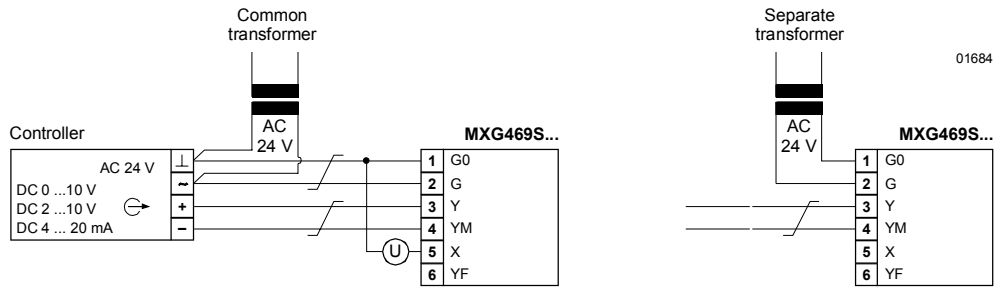 Common
transformer
Separate
transformer
01684
Controller
AC
24 V
MXG469S...
AC
24 V
MXG469S...
AC 24 V
⊥
~
DC 0 ...10 V
DC 2 ...10 V
+
DC 4 ... 20 mA
–
1 G0
2 G
3 Y
4 YM
U
5 X
6 YF
1 G0
2 G
3 Y
4 YM
5 X
6 YF